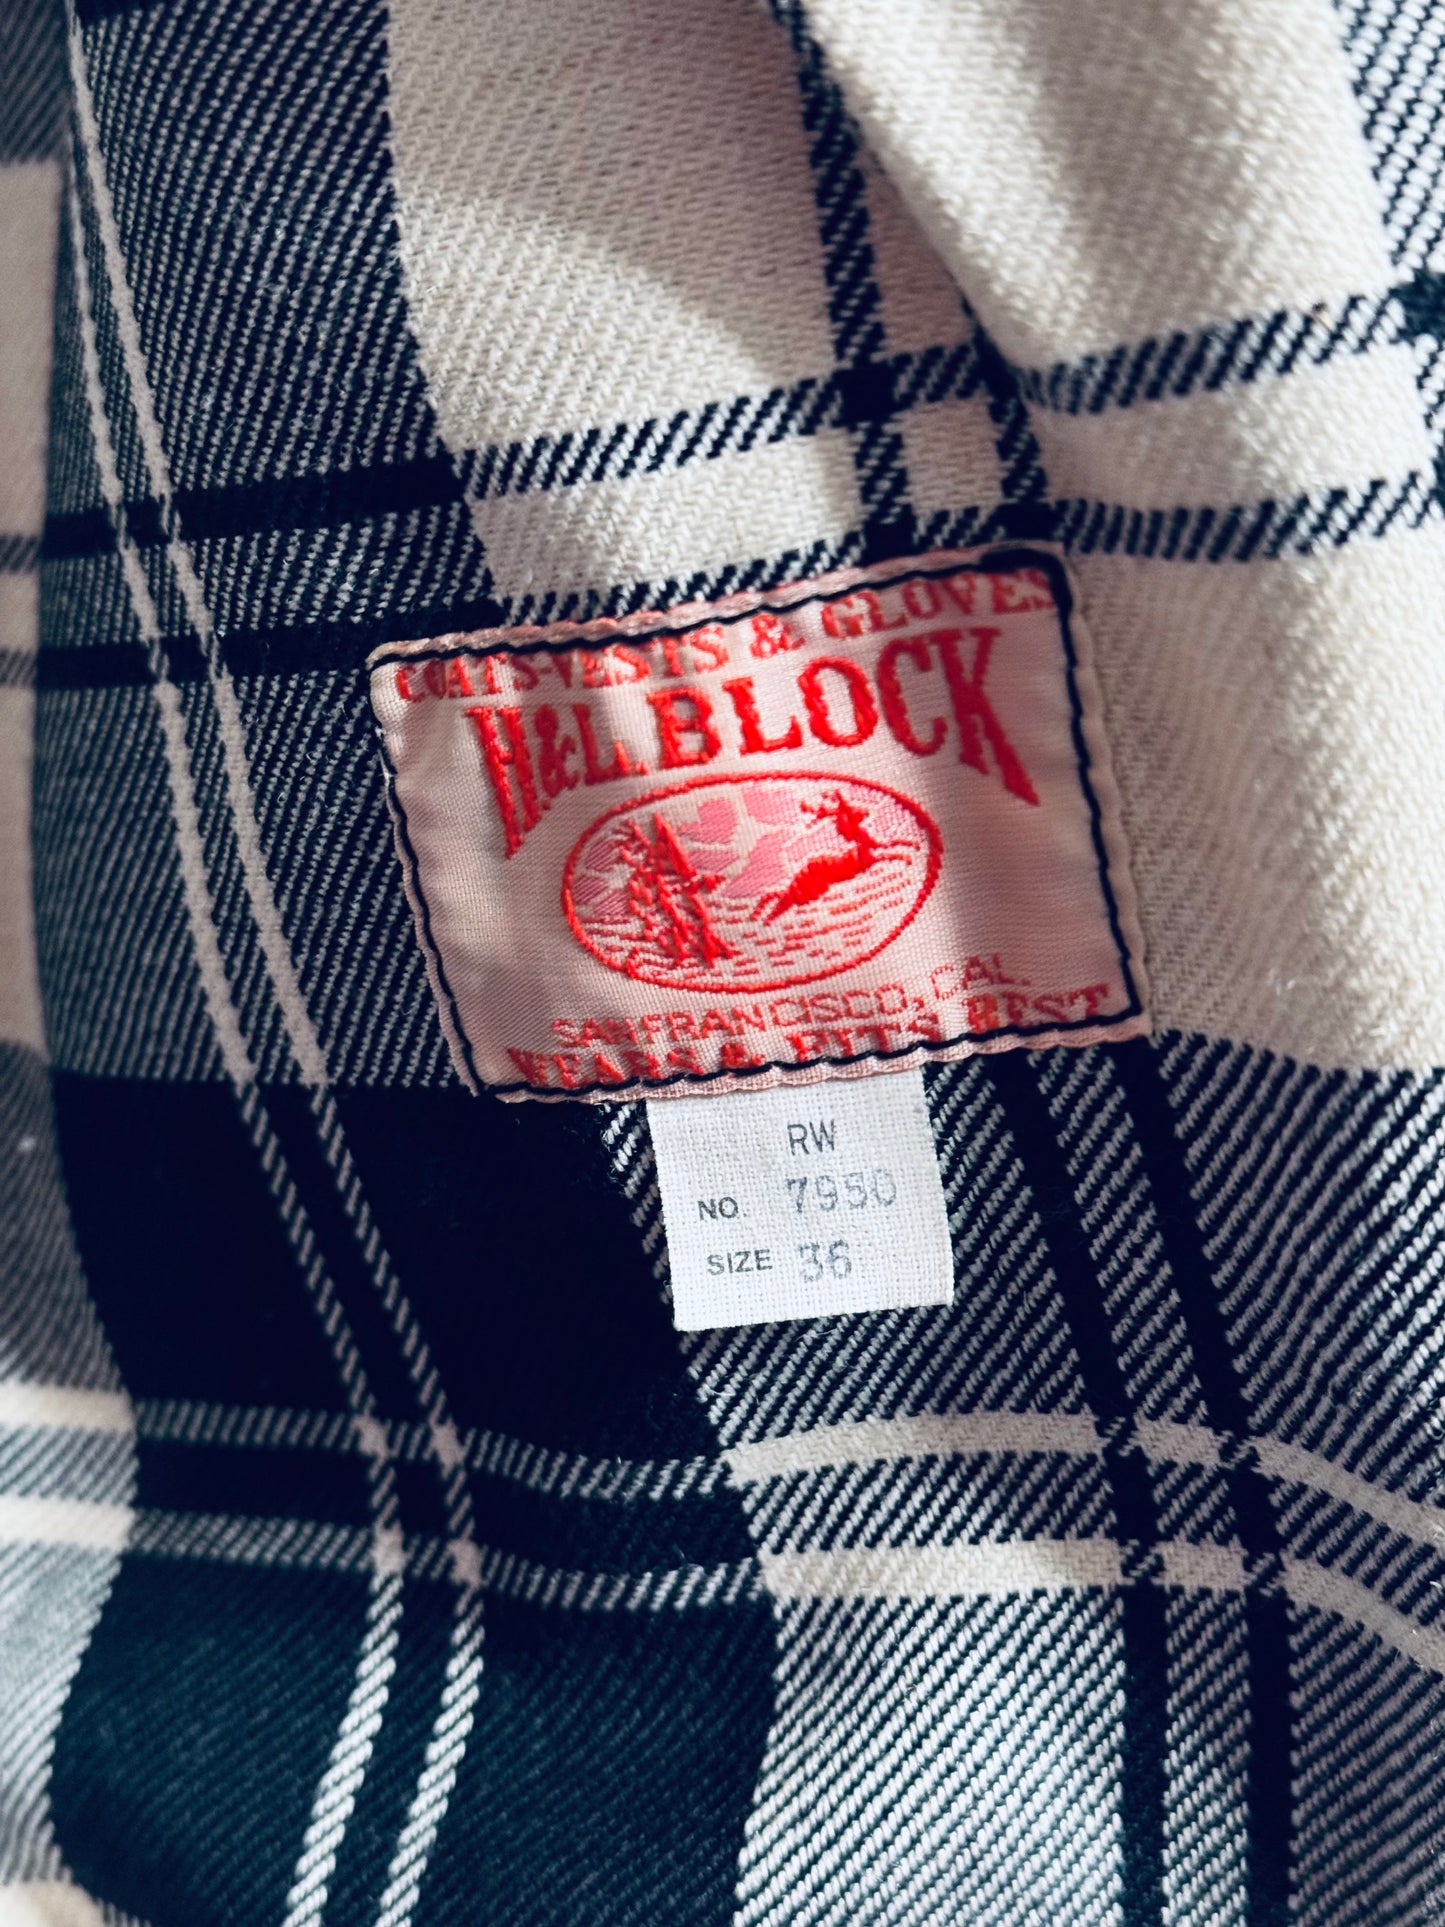 COATS-VESTS & GLOVES
H&L BLOCK
SAN FRANCISCO, CAL.
WEARS & FITS BEST
RW
NO. 7950
SIZE 36